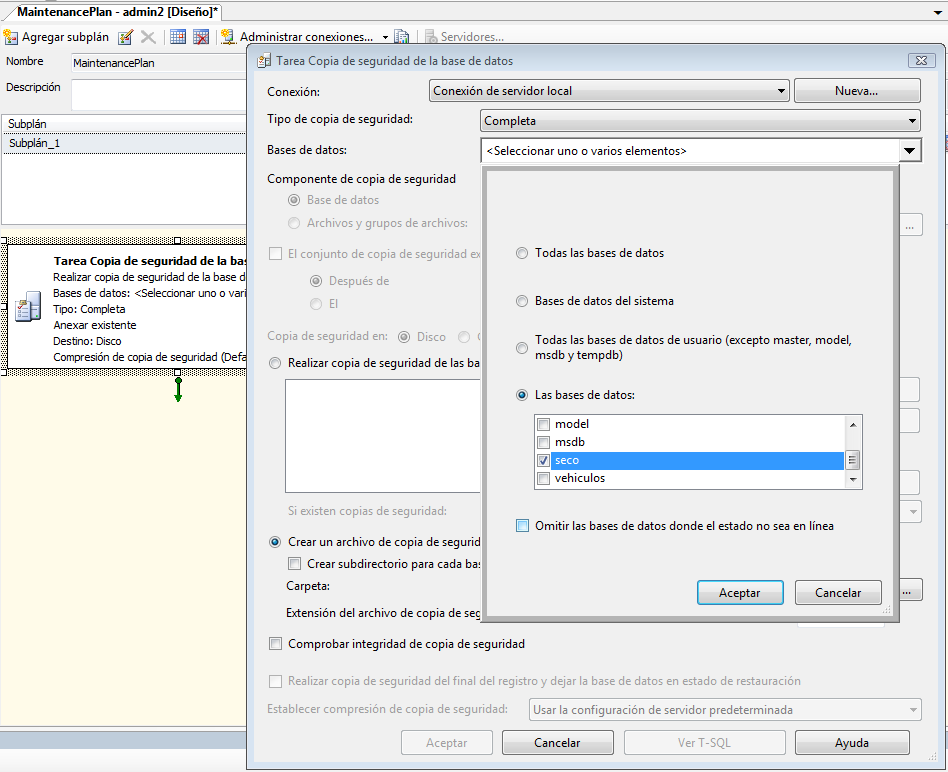 MaintenancePlan - admin2 [Diseño]*
Agregar subplán
Administrar conexiones...
Servidores...
Nombre
MaintenancePlan
Descripción
Subplán
Subplán_1
Tarea Copia de seguridad de la bas
Realizar copia de seguridad de la base d
Bases de datos: <Seleccionar uno o vari
Tipo: Completa
Anexar existente
Destino: Disco
Compresión de copia de seguridad (Defa
Tarea Copia de seguridad de la base de datos
Conexión:
Conexión de servidor local
Nueva...
Tipo de copia de seguridad:
Completa
Bases de datos:
<Seleccionar uno o varios elementos>
Componente de copia de seguridad
Base de datos
Archivos y grupos de archivos:
...
El conjunto de copia de seguridad ex
Después de
El
Copia de seguridad en:
Disco
Realizar copia de seguridad de las ba
Si existen copias de seguridad:
Crear un archivo de copia de segurid
Crear subdirectorio para cada bas
Carpeta:
...
Extensión del archivo de copia de seg
Comprobar integridad de copia de seguridad
Realizar copia de seguridad del final del registro y dejar la base de datos en estado de restauración
Establecer compresión de copia de seguridad:
Usar la configuración de servidor predeterminada
Aceptar
Cancelar
Ver T-SQL
Ayuda
Todas las bases de datos
Bases de datos del sistema
Todas las bases de datos de usuario (excepto master, model,
msdb y tempdb)
Las bases de datos:
model
msdb
seco
vehiculos
Omitir las bases de datos donde el estado no sea en línea
Aceptar
Cancelar